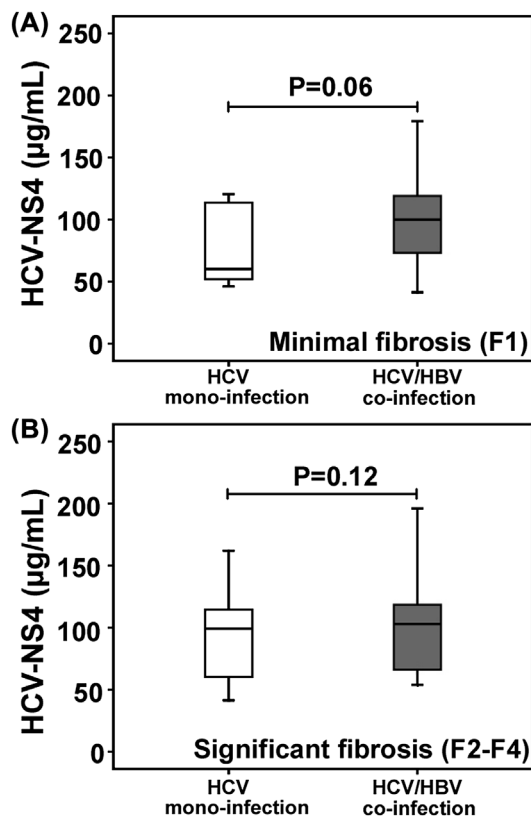 (A)
HCV-NS4 (µg/mL)
250
200
150
100
50
0
P=0.06
Minimal fibrosis (F1)
HCV
mono-infection
HCV/HBV
co-infection
(B)
HCV-NS4 (µg/mL)
250
200
150
100
50
0
P=0.12
Significant fibrosis (F2-F4)
HCV
mono-infection
HCV/HBV
co-infection